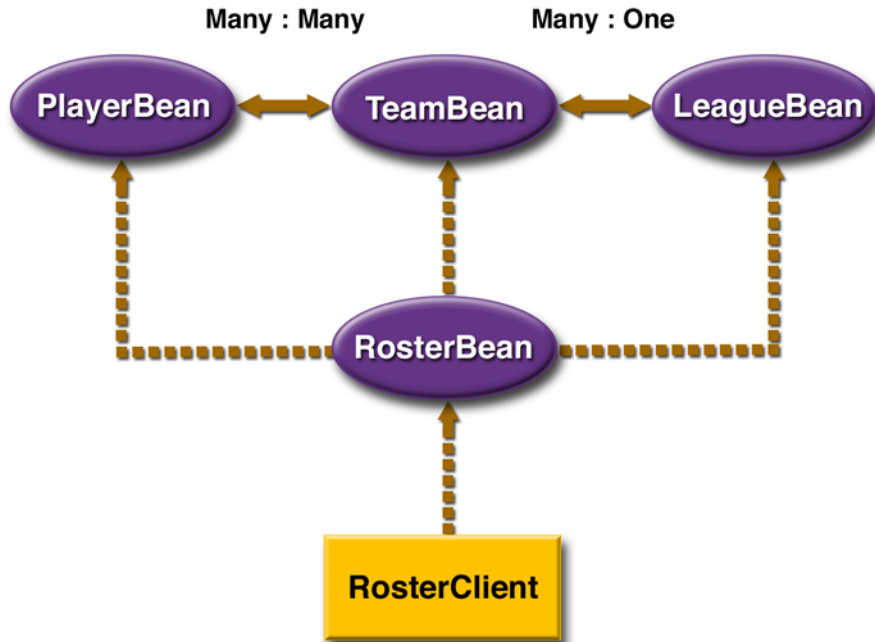 Many : Many
Many : One
PlayerBean
TeamBean
LeagueBean
RosterBean
RosterClient